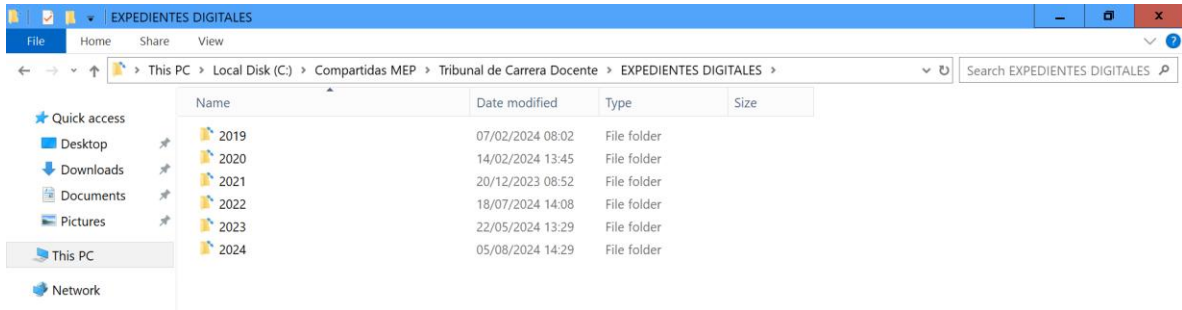 EXPEDIENTES DIGITALES
File Home Share View
This PC > Local Disk (C:) > Compartidas MEP > Tribunal de Carrera Docente > EXPEDIENTES DIGITALES >
Search EXPEDIENTES DIGITALES
Quick access
Desktop
Downloads
Documents
Pictures
This PC
Network
Name Date modified Type Size
2019 07/02/2024 08:02 File folder
2020 14/02/2024 13:45 File folder
2021 20/12/2023 08:52 File folder
2022 18/07/2024 14:08 File folder
2023 22/05/2024 13:29 File folder
2024 05/08/2024 14:29 File folder